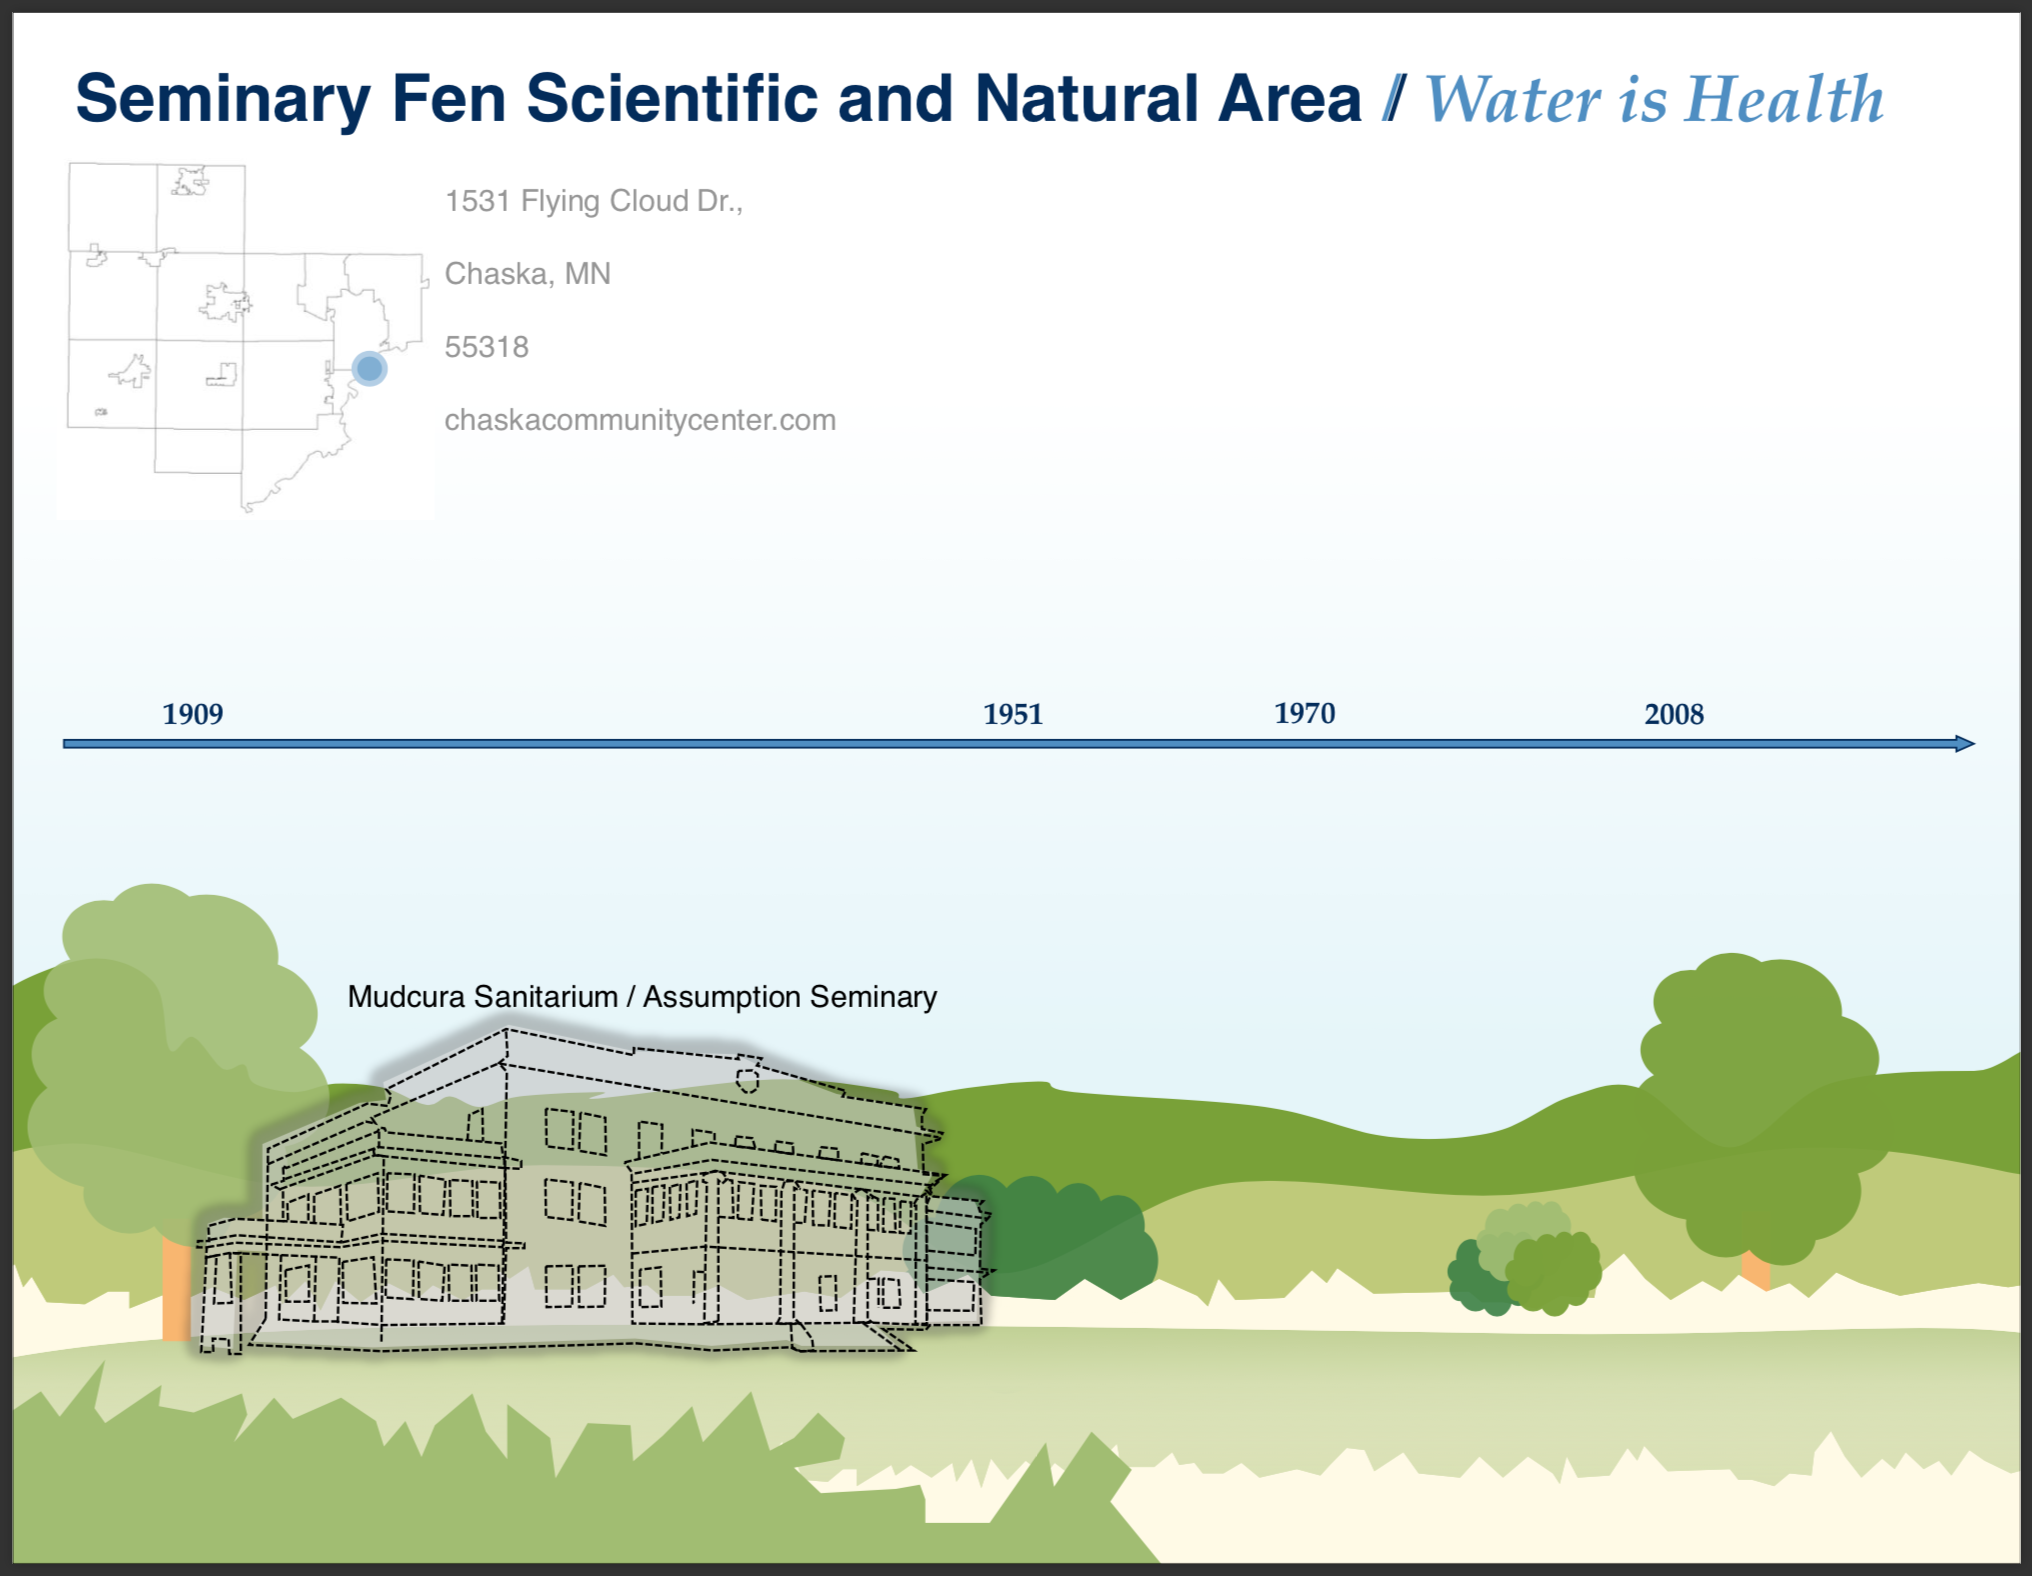 Seminary Fen Scientific and Natural Area // Water is Health
1531 Flying Cloud Dr.,
Chaska, MN
55318
chaskacommunitycenter.com
1909 1951 1970 2008
Mudcura Sanitarium / Assumption Seminary